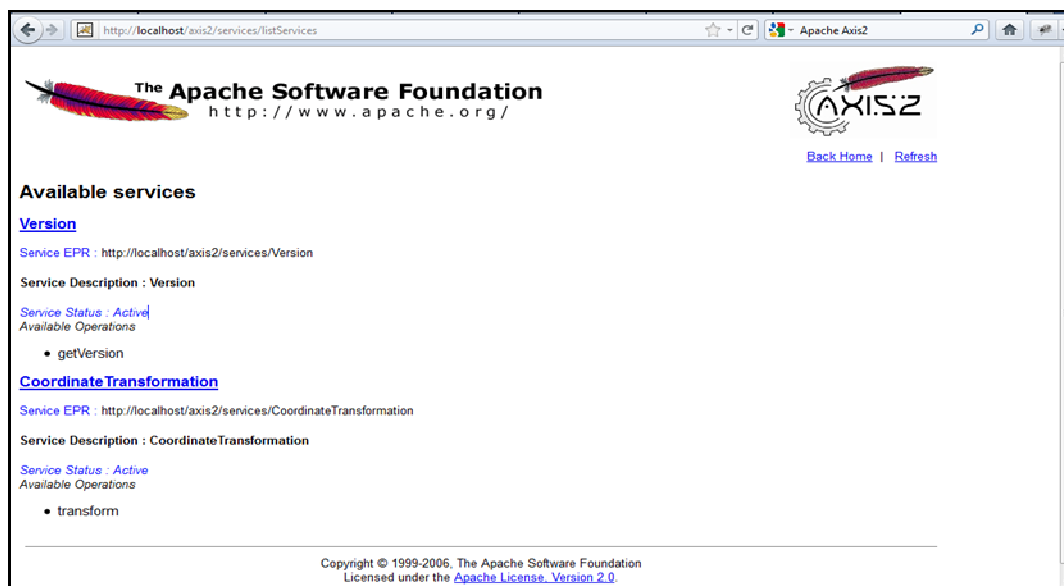 http://localhost/axis2/services/listServices
Apache Axis2
The Apache Software Foundation
http://www.apache.org/
AXIS2
Back Home | Refresh
Available services
Version
Service EPR : http://localhost/axis2/services/Version
Service Description : Version
Service Status : Active
Available Operations
• getVersion
CoordinateTransformation
Service EPR : http://localhost/axis2/services/CoordinateTransformation
Service Description : CoordinateTransformation
Service Status : Active
Available Operations
• transform
Copyright © 1999-2006, The Apache Software Foundation
Licensed under the Apache License, Version 2.0.